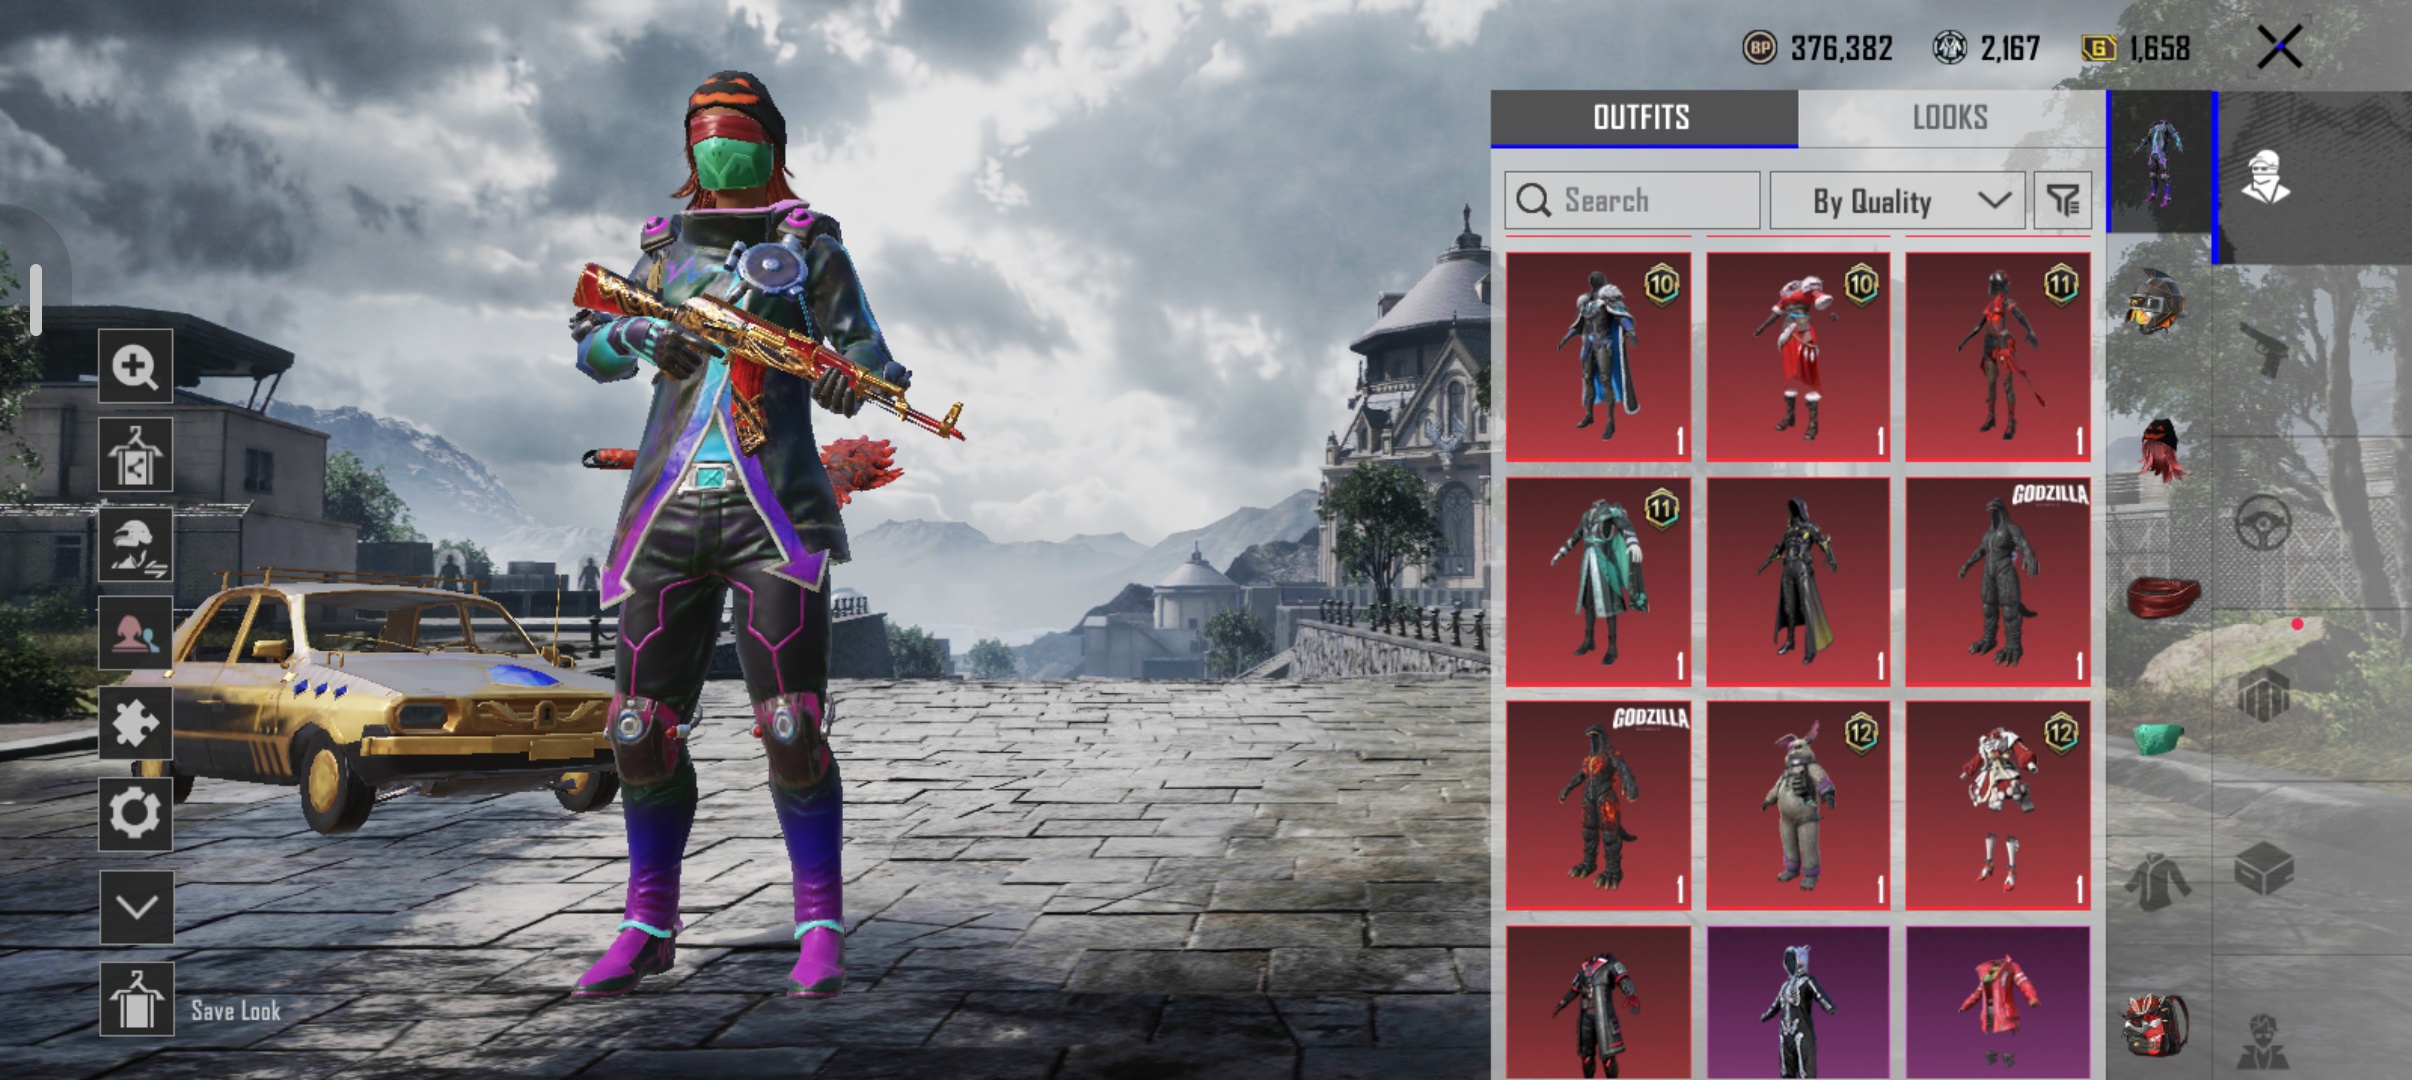 BP 376,382 2,167 G 1,658
OUTFITS LOOKS
Search By Quality
10 10 11
1 1 1
11 GODZILLA
1 1 1
GODZILLA 12 12
1 1 1
Save Look